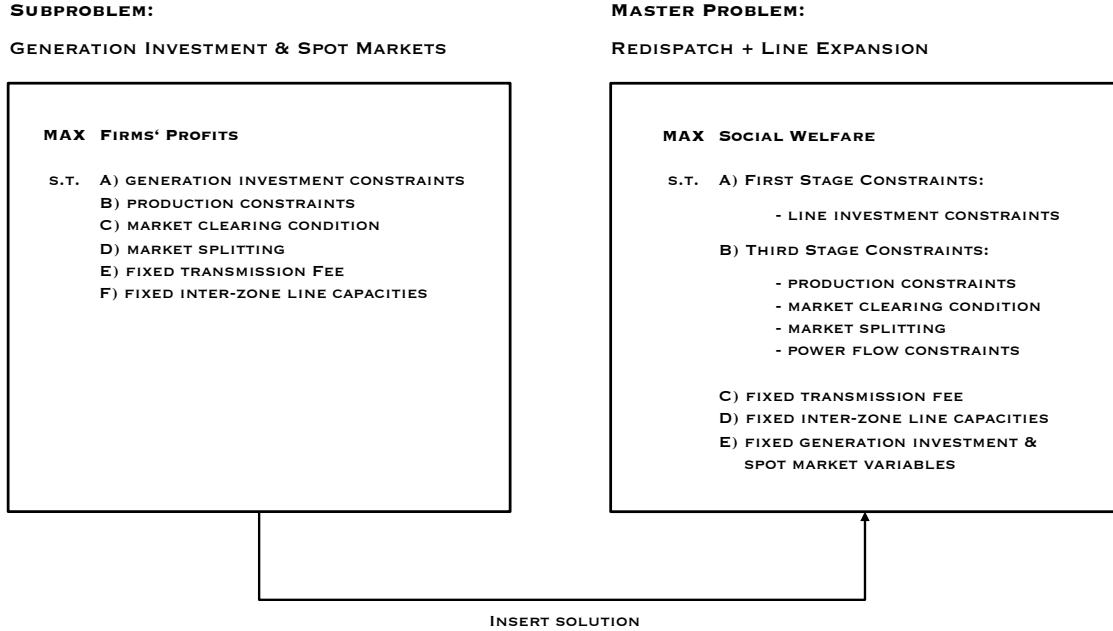 Subproblem:
Generation Investment & Spot Markets
max Firms‘ Profits
s.t. a) generation investment constraints
b) production constraints
c) market clearing condition
d) market splitting
e) fixed transmission Fee
f) fixed inter-zone line capacities
Master Problem:
Redispatch + Line Expansion
max Social Welfare
s.t. a) First Stage Constraints:
- line investment constraints
b) Third Stage Constraints:
- production constraints
- market clearing condition
- market splitting
- power flow constraints
c) fixed transmission fee
d) fixed inter-zone line capacities
e) fixed generation investment &
spot market variables
Insert solution